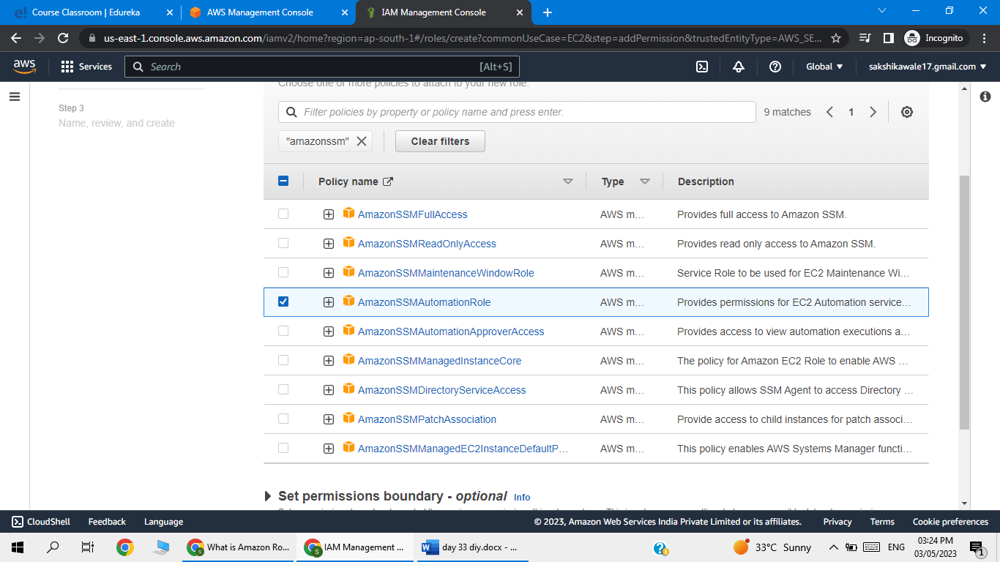 Course Classroom | Edureka
AWS Management Console
IAM Management Console
us-east-1.console.aws.amazon.com/iamv2/home?region=ap-south-1#/roles/create?commonUseCase=EC2&step=addPermission&trustedEntityType=AWS_SE...
Incognito
aws
Services
Search
[Alt+S]
Global
sakshikawale17.gmail.com
Choose one or more policies to attach to your new role.
Step 3
Name, review, and create
Filter policies by property or policy name and press enter.
9 matches
1
"amazonssm"
Clear filters
Policy name
Type
Description
AmazonSSMFullAccess
AWS m...
Provides full access to Amazon SSM.
AmazonSSMReadOnlyAccess
AWS m...
Provides read only access to Amazon SSM.
AmazonSSMMaintenanceWindowRole
AWS m...
Service Role to be used for EC2 Maintenance Wi...
AmazonSSMAutomationRole
AWS m...
Provides permissions for EC2 Automation service...
AmazonSSMAutomationApproverAccess
AWS m...
Provides access to view automation executions a...
AmazonSSMManagedInstanceCore
AWS m...
The policy for Amazon EC2 Role to enable AWS ...
AmazonSSMDirectoryServiceAccess
AWS m...
This policy allows SSM Agent to access Directory ...
AmazonSSMPatchAssociation
AWS m...
Provide access to child instances for patch associ...
AmazonSSMManagedEC2InstanceDefaultP...
AWS m...
This policy enables AWS Systems Manager functi...
Set permissions boundary - optional Info
CloudShell
Feedback
Language
© 2023, Amazon Web Services India Private Limited or its affiliates.
Privacy
Terms
Cookie preferences
What is Amazon Ro...
IAM Management ...
day 33 diy.docx - ...
33°C Sunny
ENG
03:24 PM
03/05/2023
1